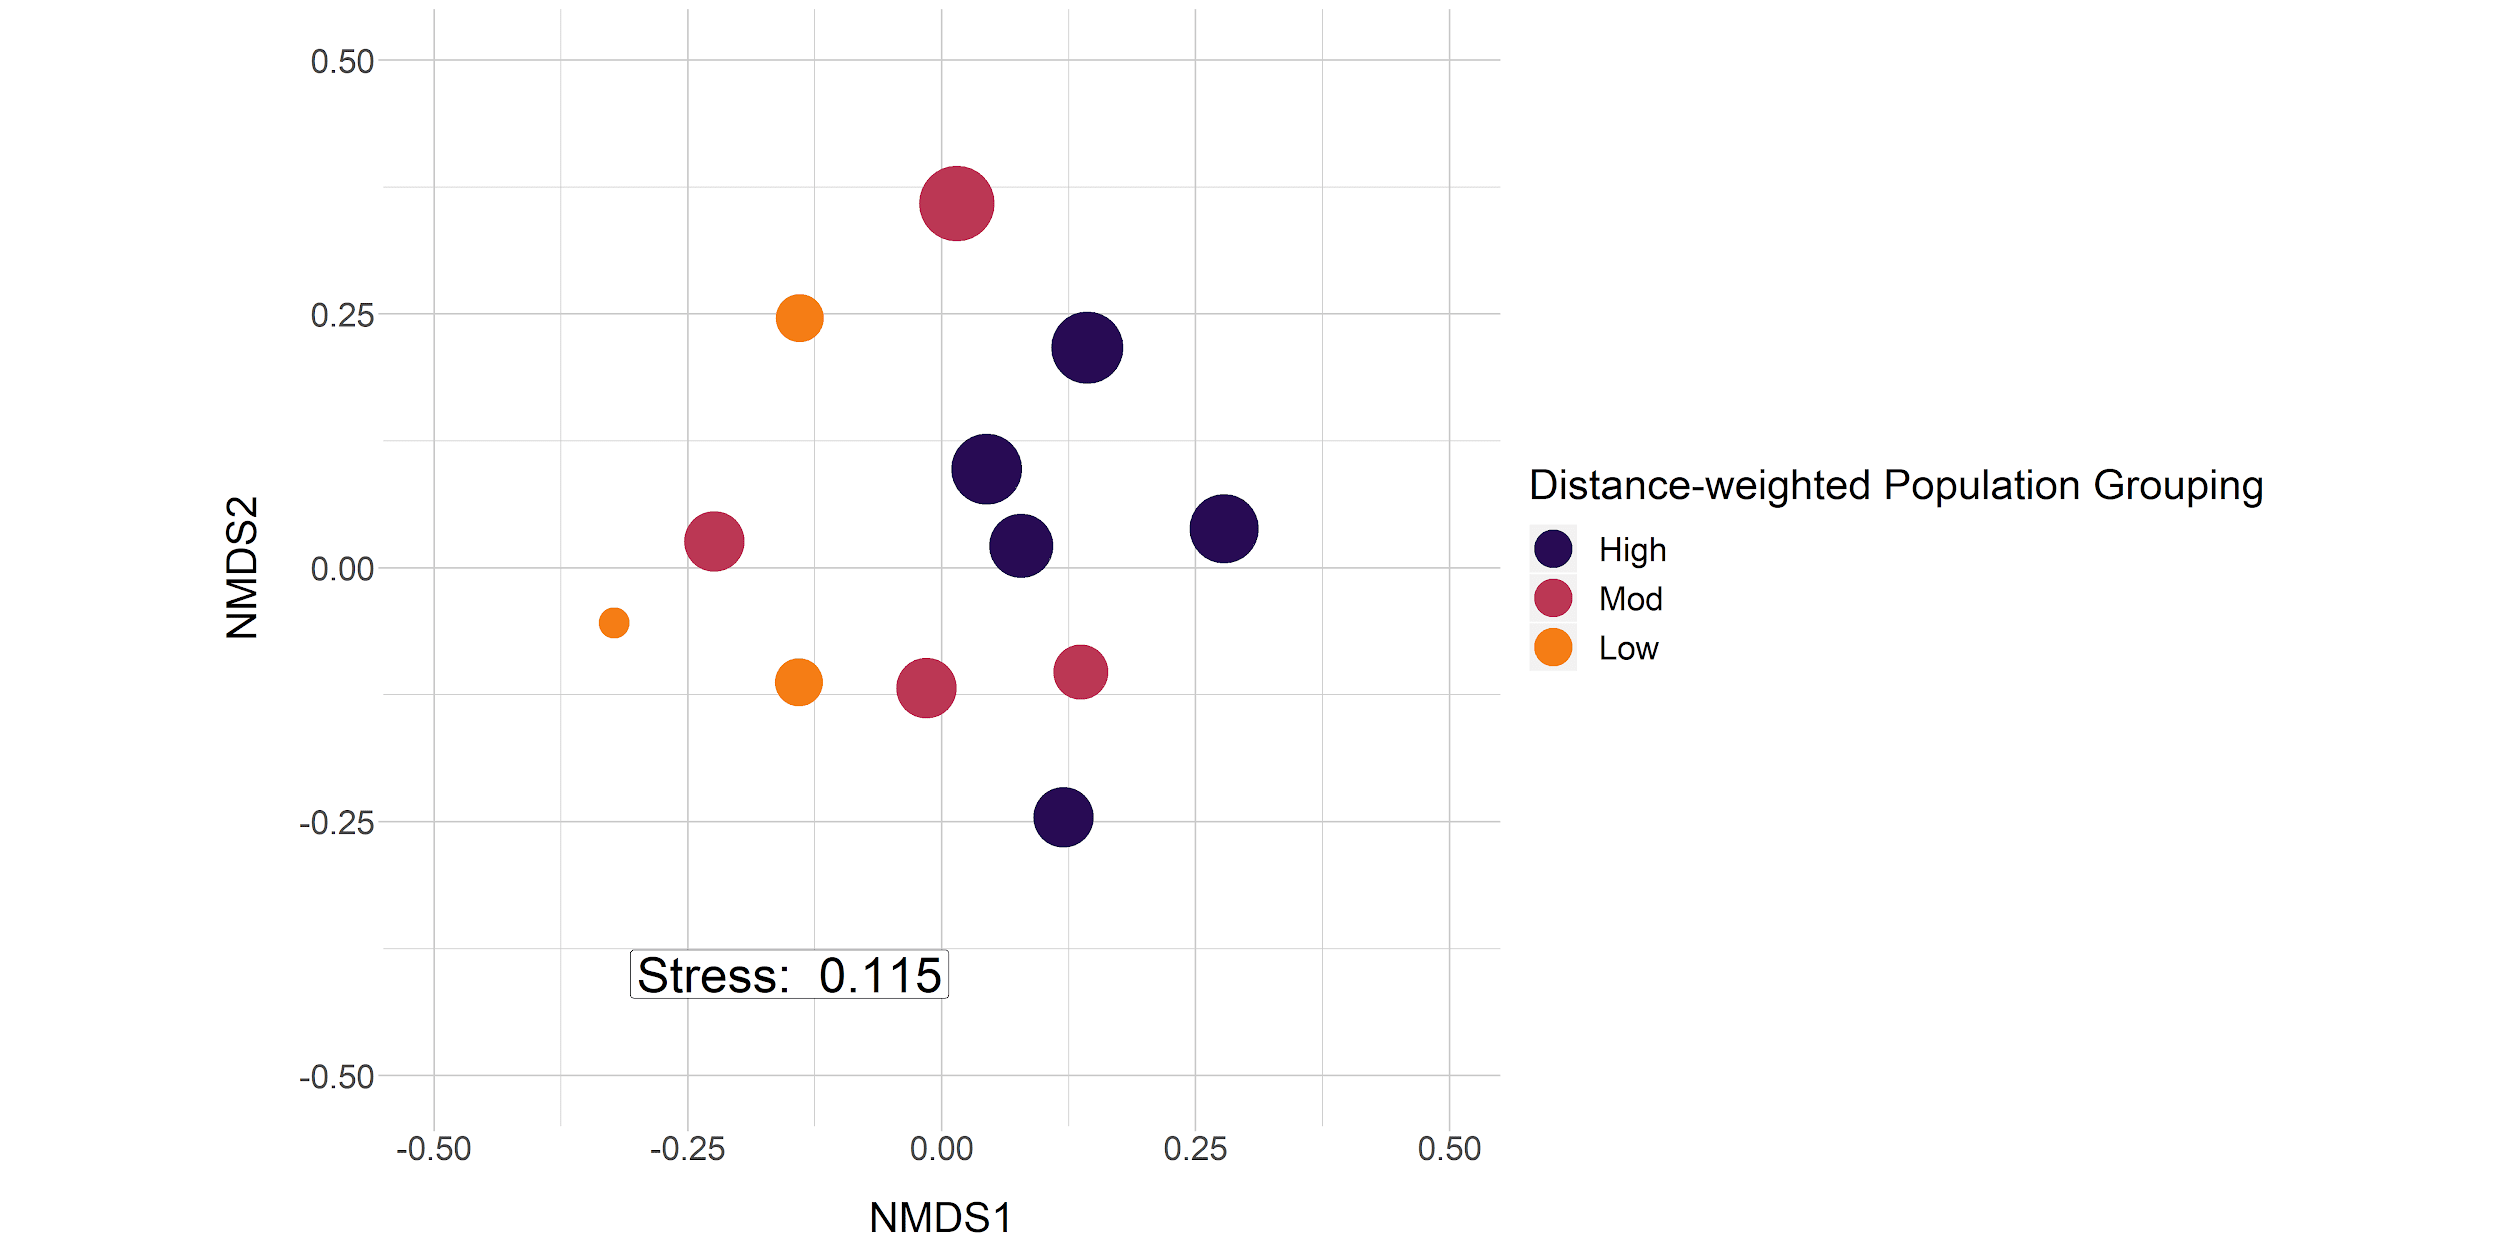 0.50
0.25
0.00
-0.25
-0.50
NMDS2
Stress:  0.115
-0.50
-0.25
0.00
0.25
0.50
NMDS1
Distance-weighted Population Grouping
High
Mod
Low